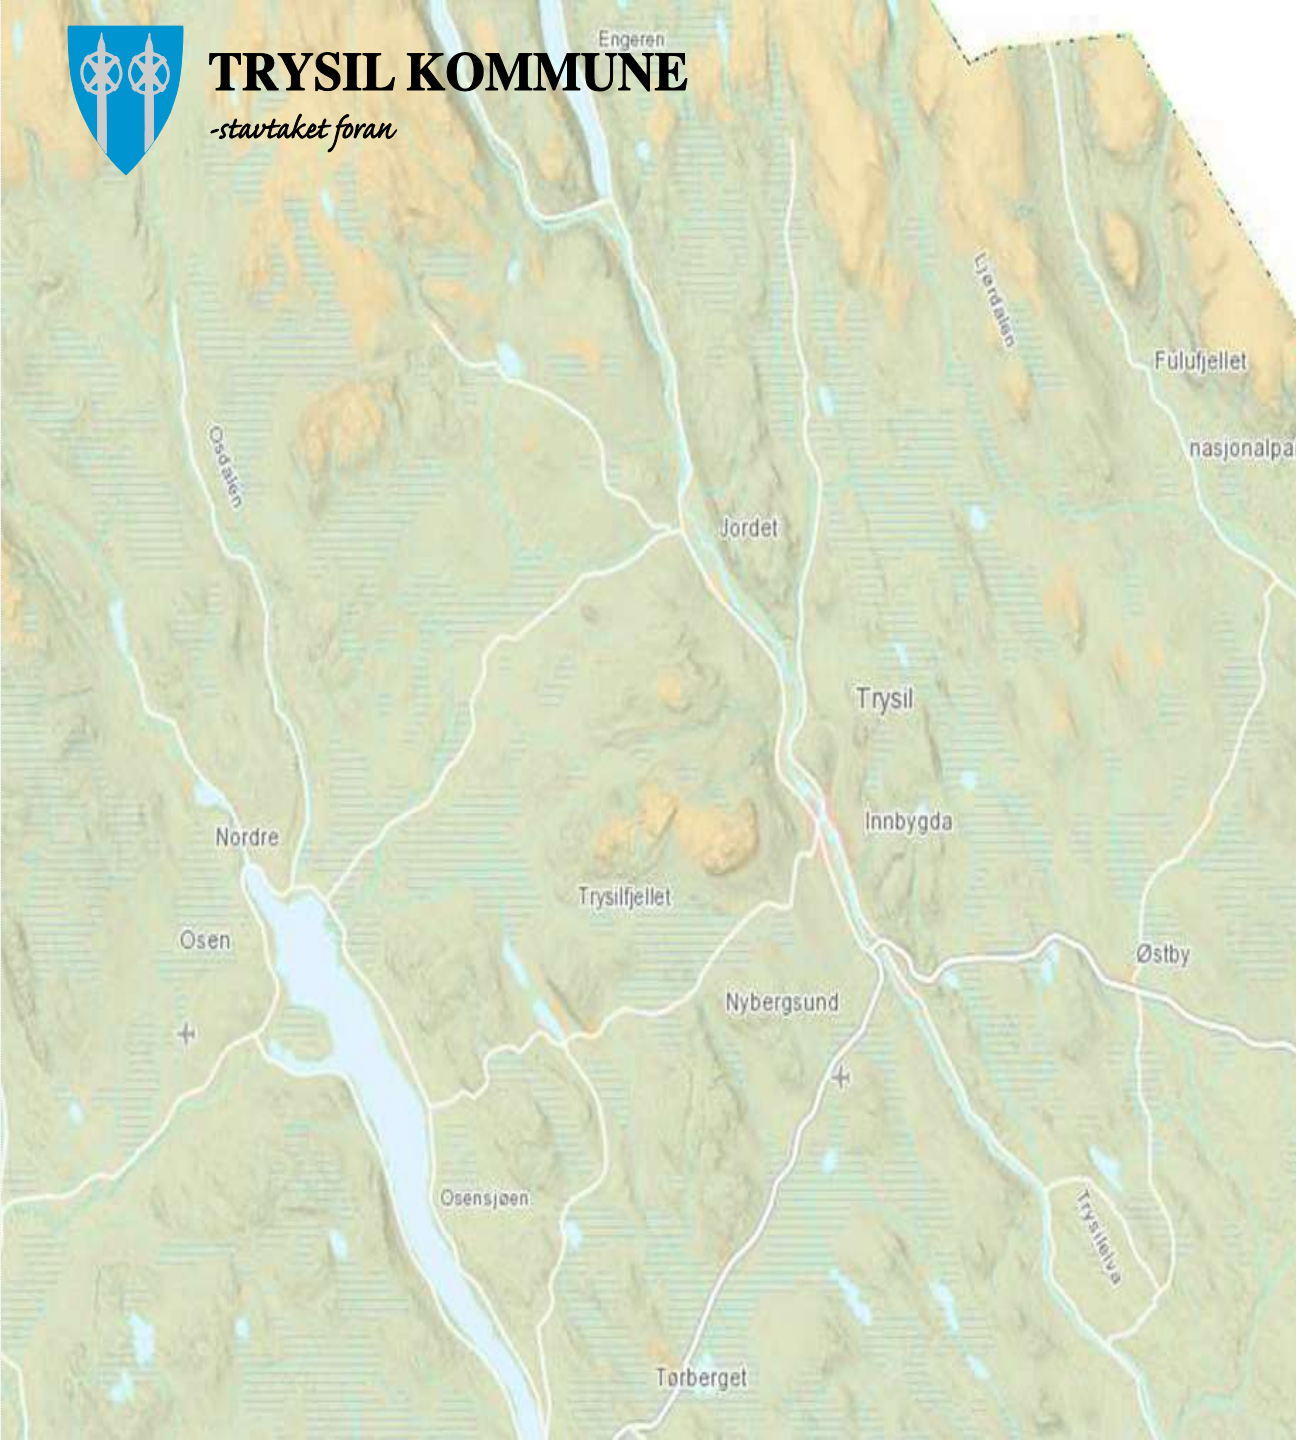 Engeren
TRYSIL KOMMUNE
-stavtaket foran
Ljørdalen
Fulufjellet
nasjonalpa
Osdalen
Jordet
Trysil
Innbygda
Nordre
Trysilfjellet
Osen
Østby
Nybergsund
Osensjøen
Trysilelva
Tørberget